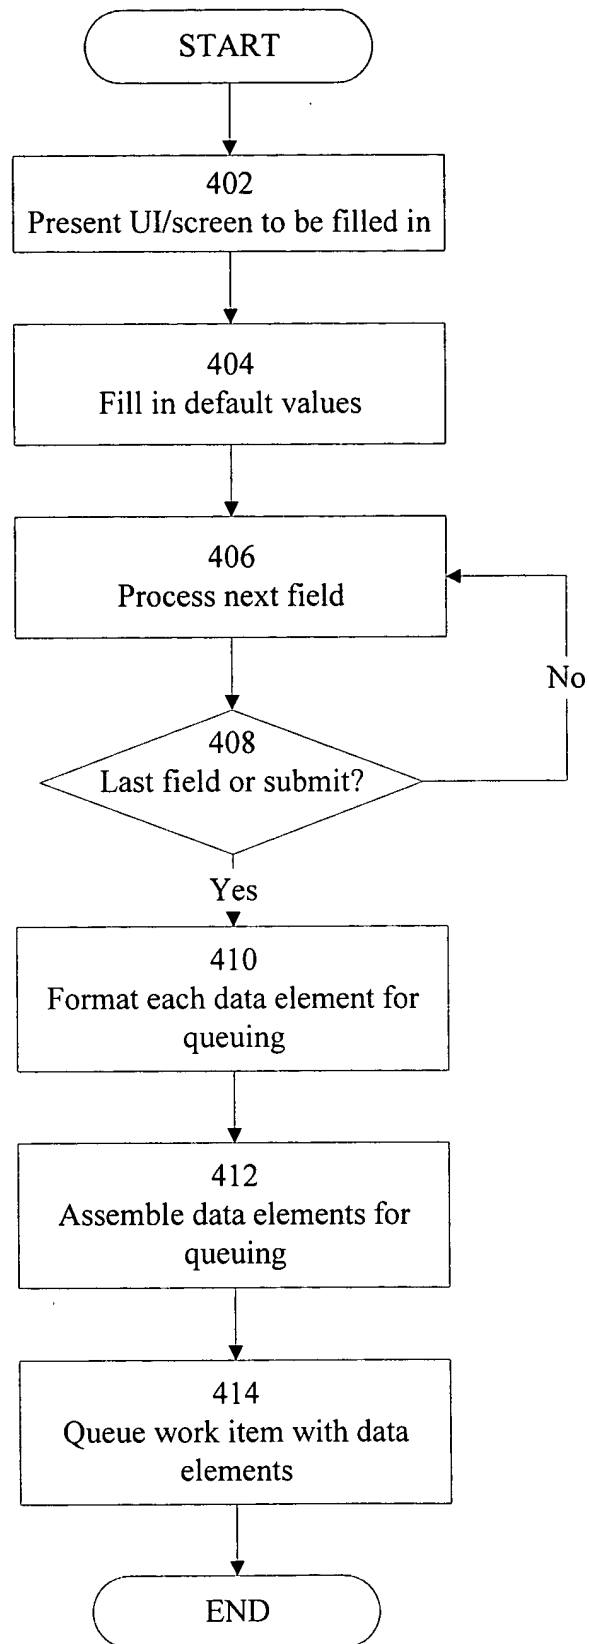 START
402
Present UI/screen to be filled in
404
Fill in default values
406
Process next field
No
408
Last field or submit?
Yes
410
Format each data element for
queuing
412
Assemble data elements for
queuing
414
Queue work item with data
elements
END